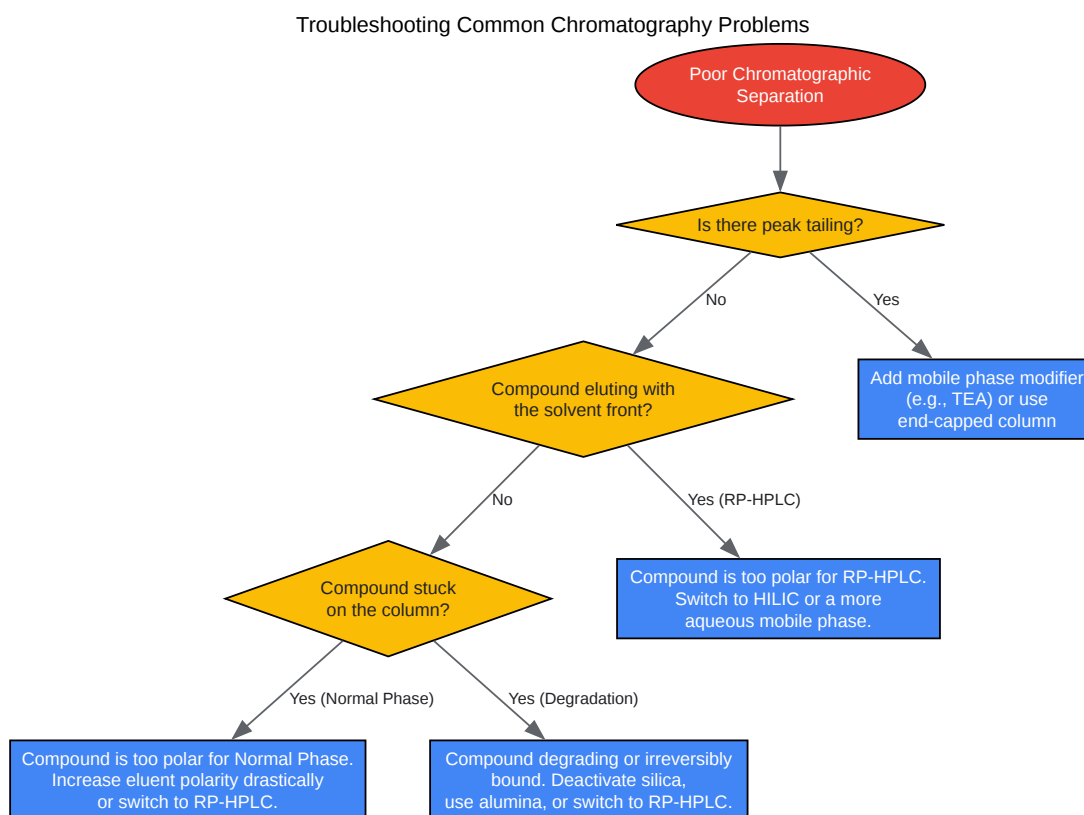 Troubleshooting Common Chromatography Problems
Poor Chromatographic
Separation
Is there peak tailing?
No
Yes
Compound eluting with
the solvent front?
Add mobile phase modifier
(e.g., TEA) or use
end-capped column
No
Yes (RP-HPLC)
Compound stuck
on the column?
Compound is too polar for RP-HPLC.
Switch to HILIC or a more
aqueous mobile phase.
Yes (Normal Phase)
Yes (Degradation)
Compound is too polar for Normal Phase.
Increase eluent polarity drastically
or switch to RP-HPLC.
Compound degrading or irreversibly
bound. Deactivate silica,
use alumina, or switch to RP-HPLC.